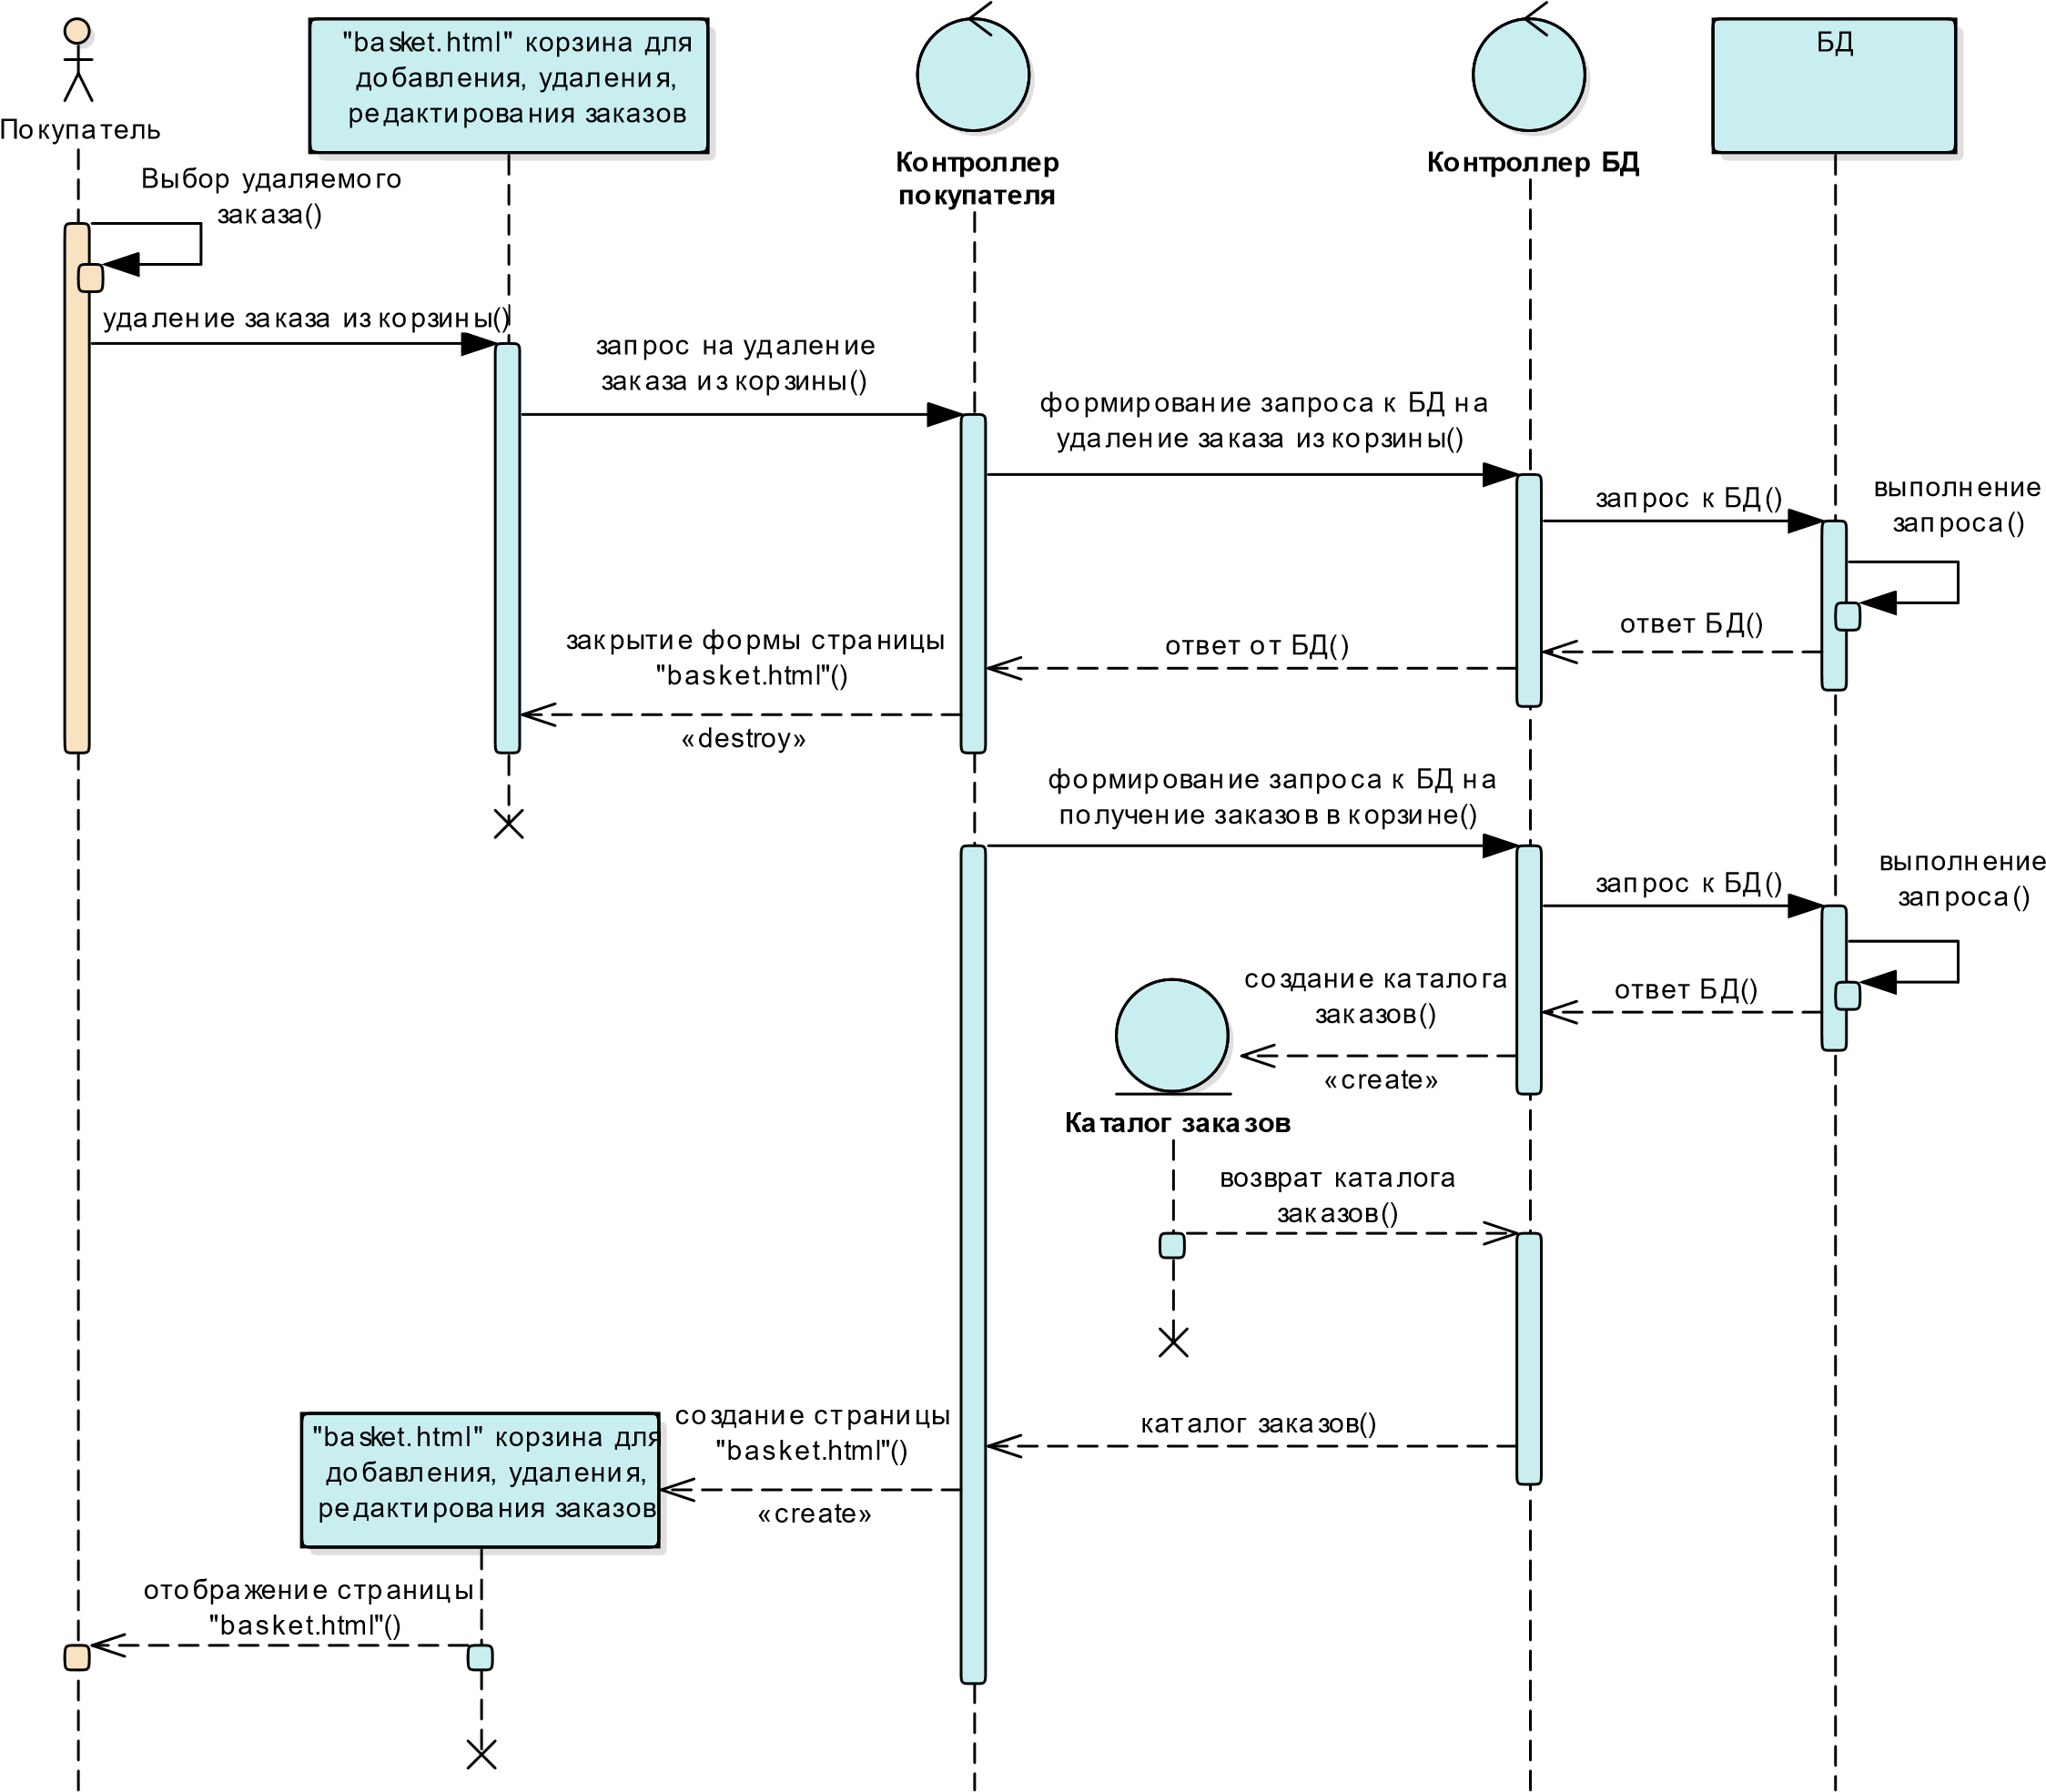 "basket.html" корзина для
добавления, удаления,
редактирования заказов
БД
Покупатель
Контроллер
покупателя
Контроллер БД
Выбор удаляемого
заказа()
удаление заказа из корзины()
запрос на удаление
заказа из корзины()
формирование запроса к БД на
удаление заказа из корзины()
запрос к БД()
выполнение
запроса()
ответ БД()
ответ от БД()
закрытие формы страницы
"basket.html"()
«destroy»
формирование запроса к БД на
получение заказов в корзине()
запрос к БД()
выполнение
запроса()
ответ БД()
создание каталога
заказов()
«create»
Каталог заказов
возврат каталога
заказов()
каталог заказов()
создание страницы
"basket.html"()
«create»
"basket.html" корзина для
добавления, удаления,
редактирования заказов
отображение страницы
"basket.html"()